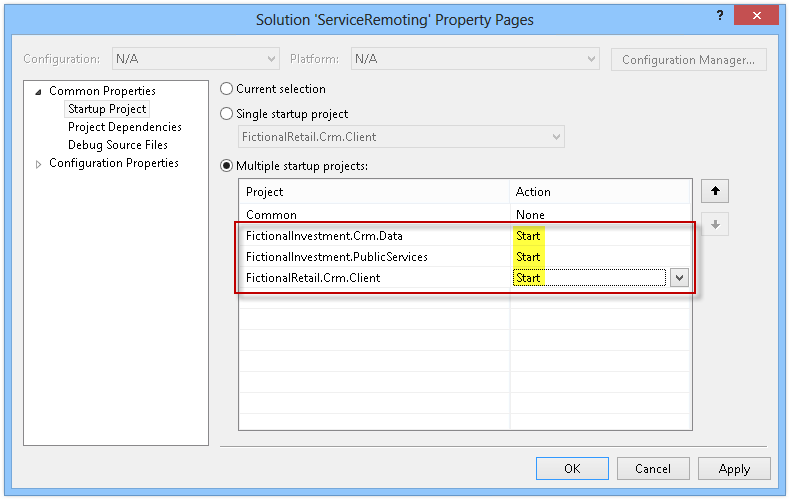 Solution 'ServiceRemoting' Property Pages
?
Configuration: N/A Platform: N/A Configuration Manager...
Common Properties
Startup Project
Project Dependencies
Debug Source Files
Configuration Properties
Current selection
Single startup project
FictionalRetail.Crm.Client
Multiple startup projects:
Project Action
Common None
FictionalInvestment.Crm.Data Start
FictionalInvestment.PublicServices Start
FictionalRetail.Crm.Client Start
OK Cancel Apply